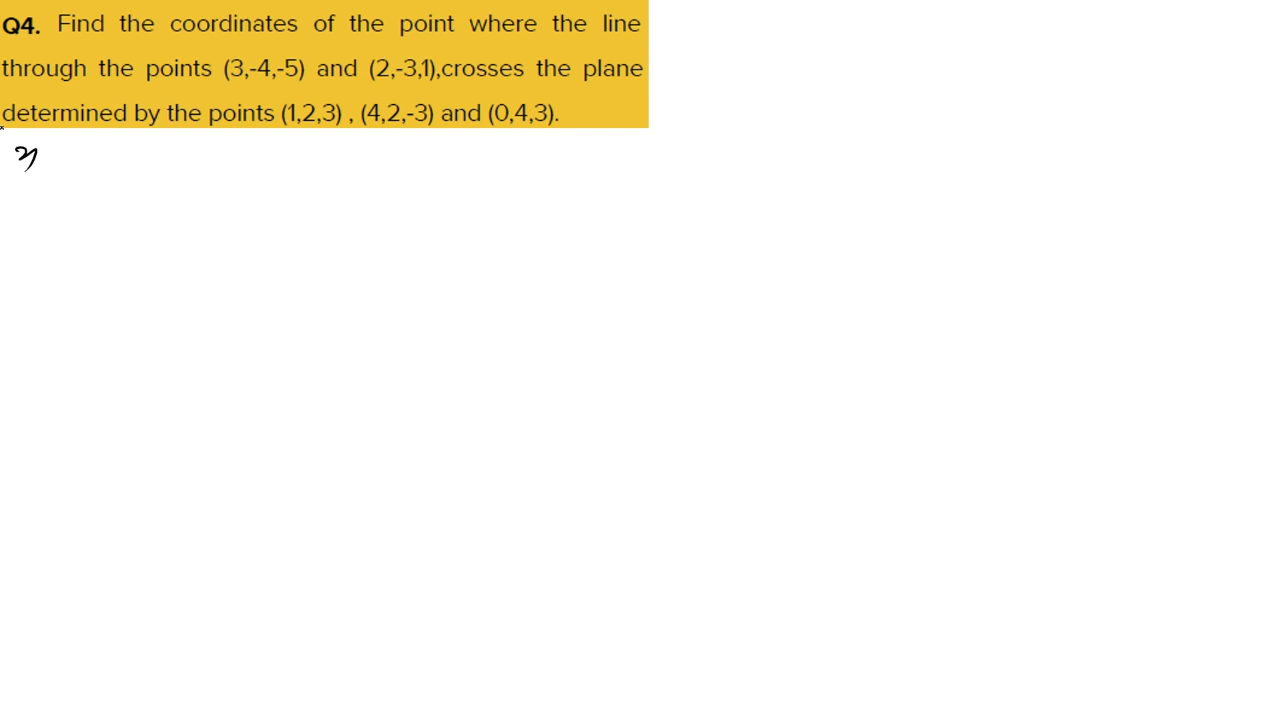 Q4. Find the coordinates of the point where the line
through the points (3,-4,-5) and (2,-3,1),crosses the plane
determined by the points (1,2,3) , (4,2,-3) and (0,4,3).